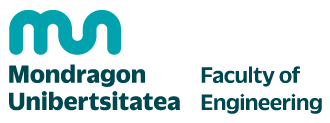 Mondragon
Unibertsitatea
Faculty of
Engineering